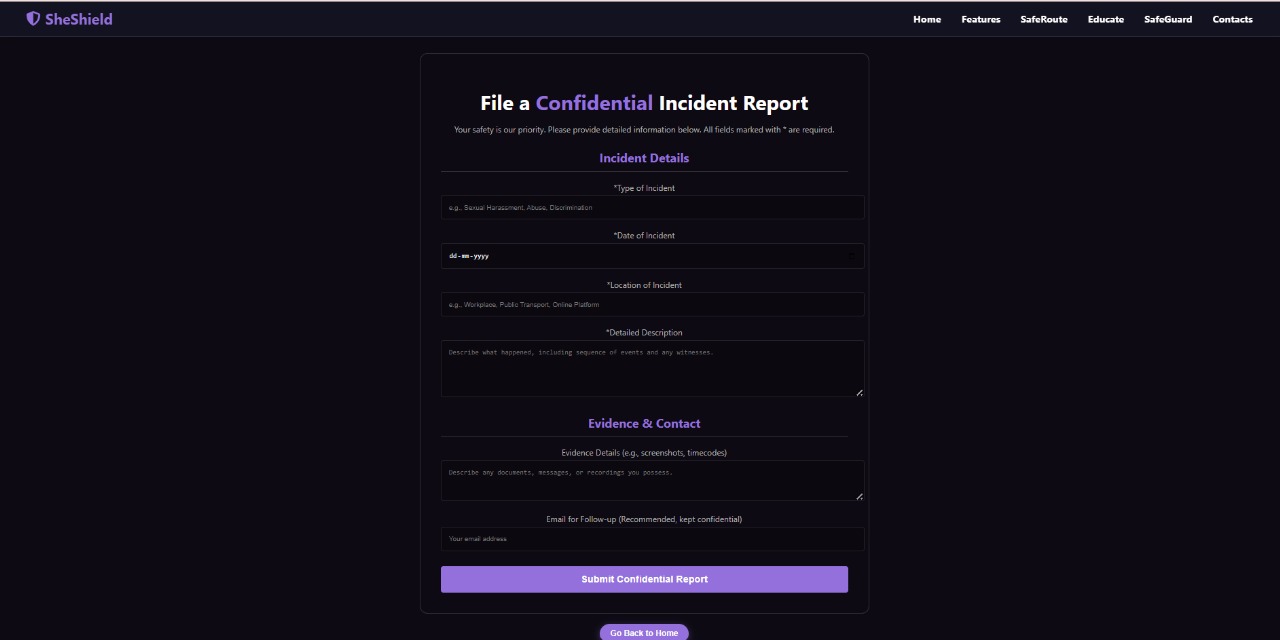 SheShield
Home Features SafeRoute Educate SafeGuard Contacts
File a Confidential Incident Report
Your safety is our priority. Please provide detailed information below. All fields marked with * are required.
Incident Details
*Type of Incident
e.g., Sexual Harassment, Abuse, Discrimination
*Date of Incident
dd-mm-yyyy
*Location of Incident
e.g., Workplace, Public Transport, Online Platform
*Detailed Description
Describe what happened, including sequence of events and any witnesses.
Evidence & Contact
Evidence Details (e.g., screenshots, timecodes)
Describe any documents, messages, or recordings you possess.
Email for Follow-up (Recommended, kept confidential)
Your email address
Submit Confidential Report
Go Back to Home